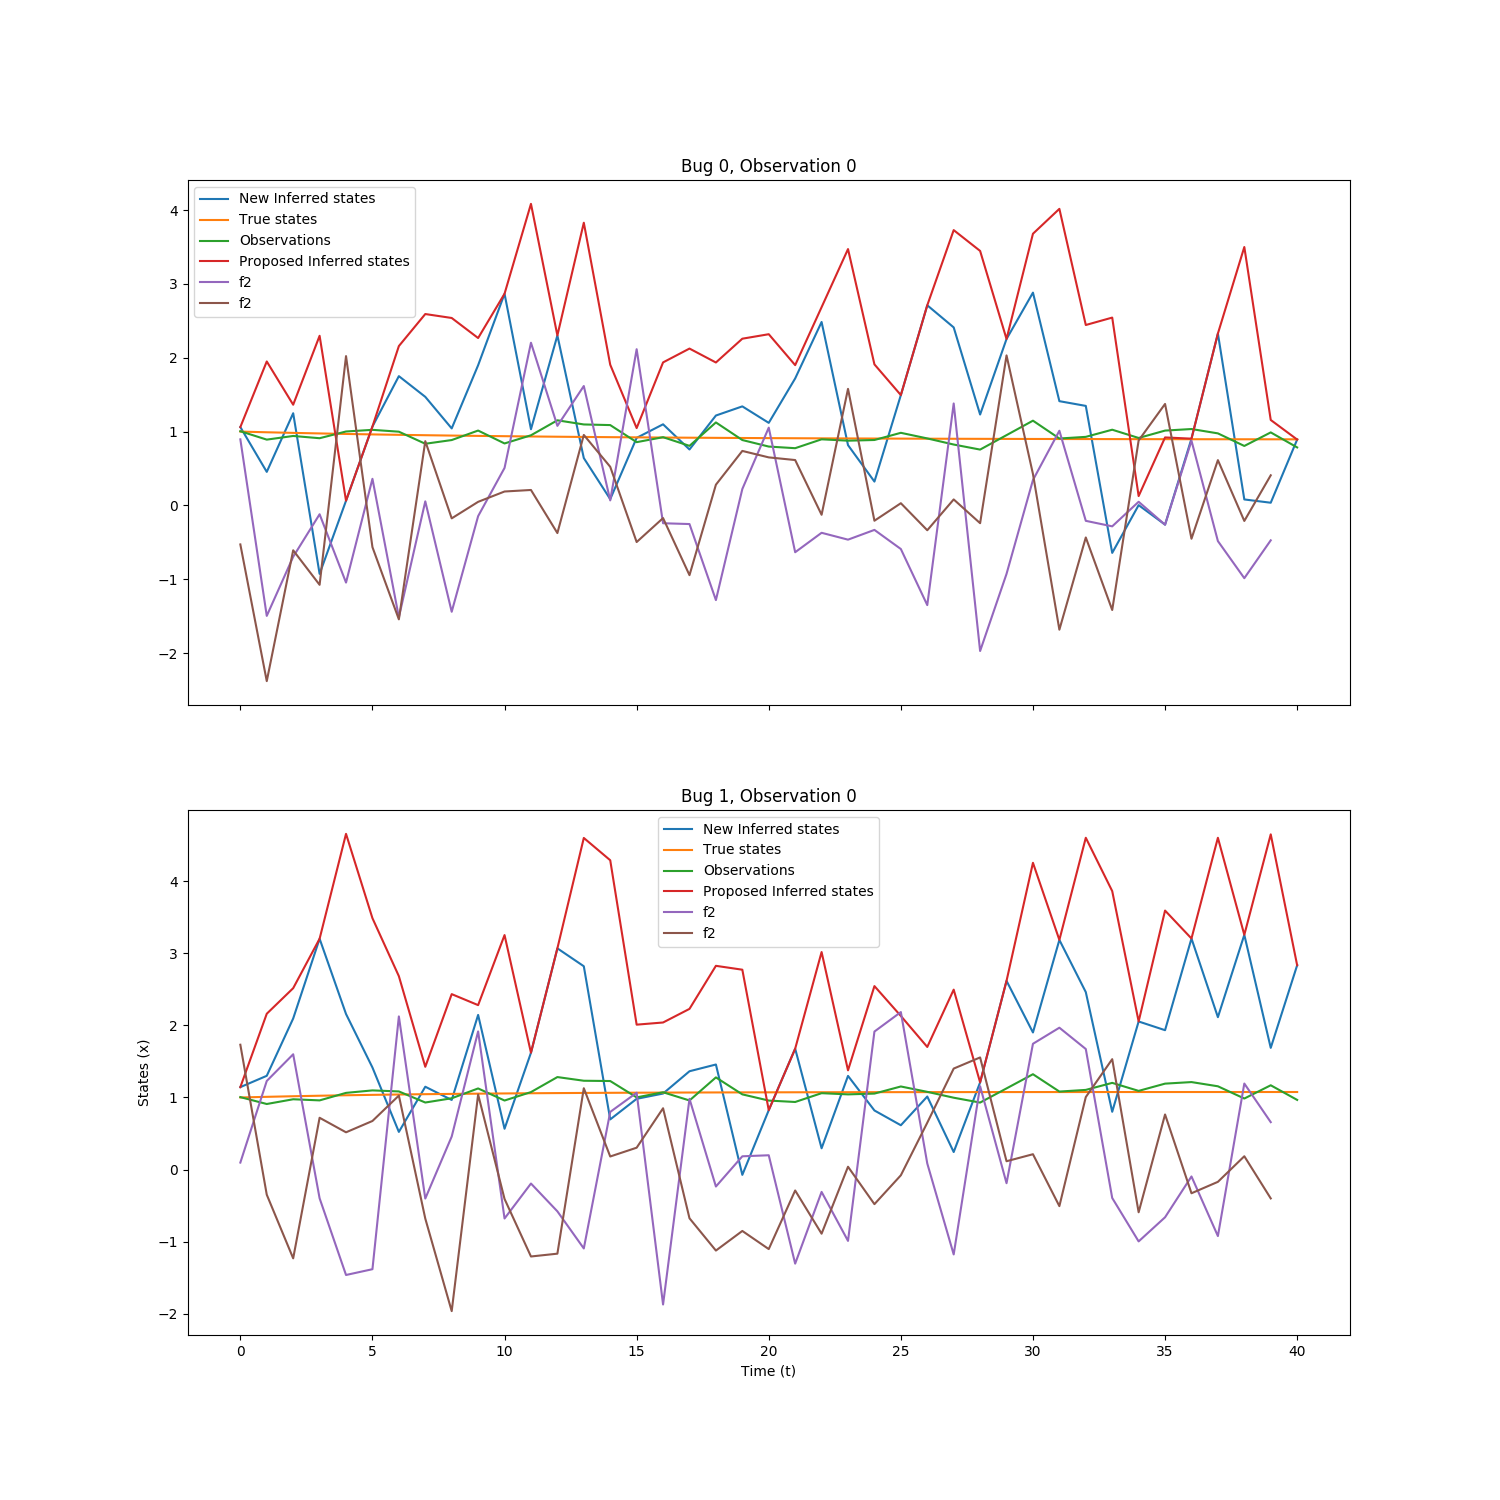 Bug 0, Observation 0
New Inferred states
True states
Observations
Proposed Inferred states
f2
f2
4
3
2
1
0
−1
−2
Bug 1, Observation 0
New Inferred states
True states
Observations
Proposed Inferred states
f2
f2
States (x)
4
3
2
1
0
−1
−2
0 5 10 15 20 25 30 35 40
Time (t)